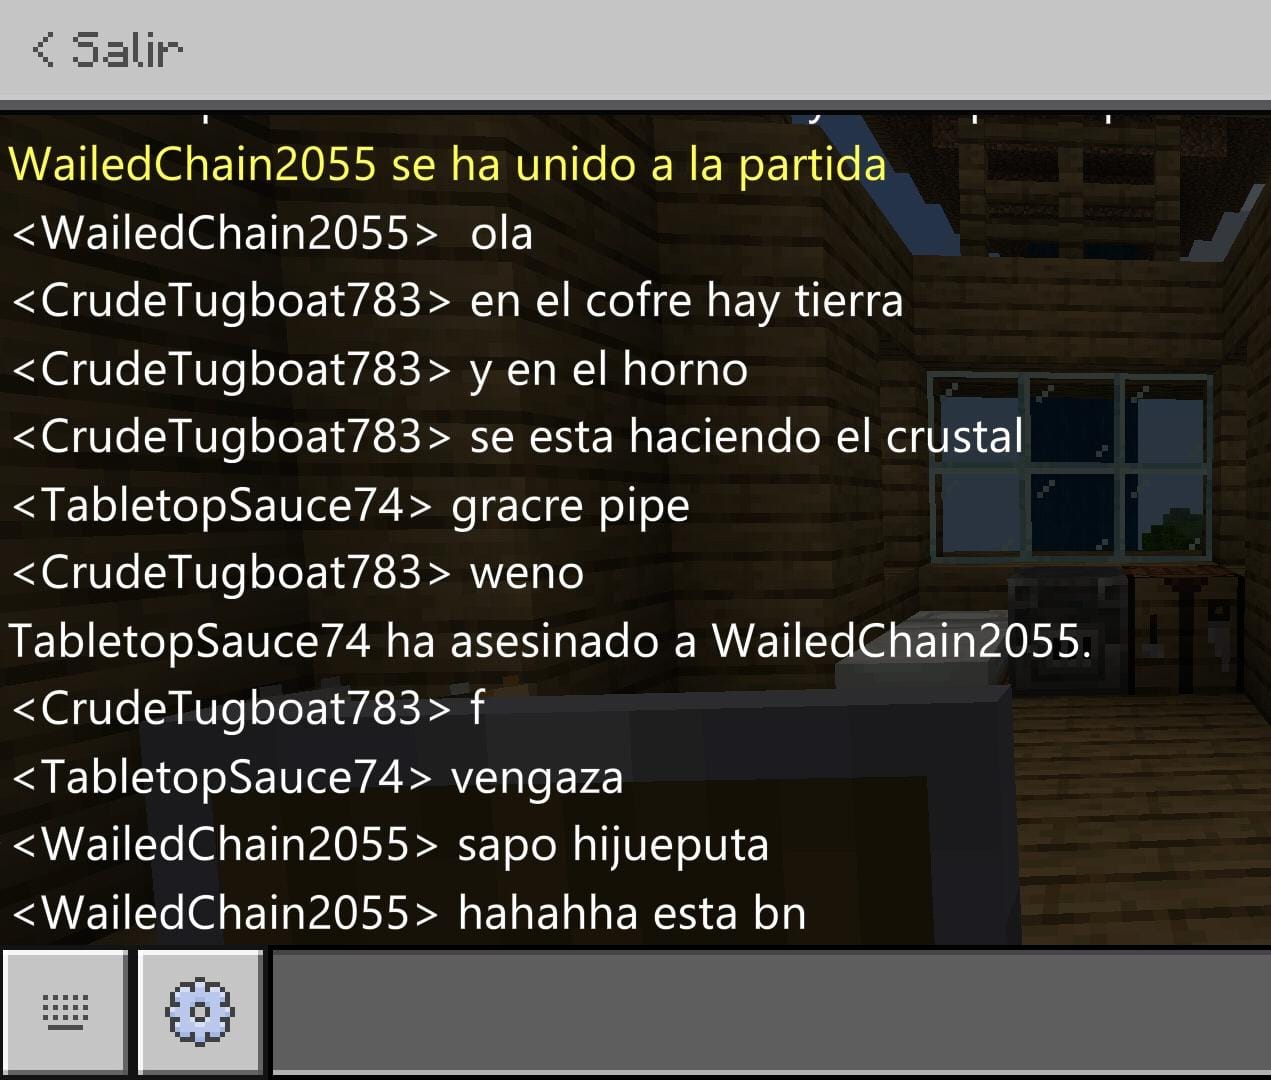 < Salir
WailedChain2055 se ha unido a la partida
<WailedChain2055>  ola
<CrudeTugboat783> en el cofre hay tierra
<CrudeTugboat783> y en el horno
<CrudeTugboat783> se esta haciendo el crustal
<TabletopSauce74> gracre pipe
<CrudeTugboat783> weno
TabletopSauce74 ha asesinado a WailedChain2055.
<CrudeTugboat783> f
<TabletopSauce74> vengaza
<WailedChain2055> sapo hijueputa
<WailedChain2055> hahahha esta bn